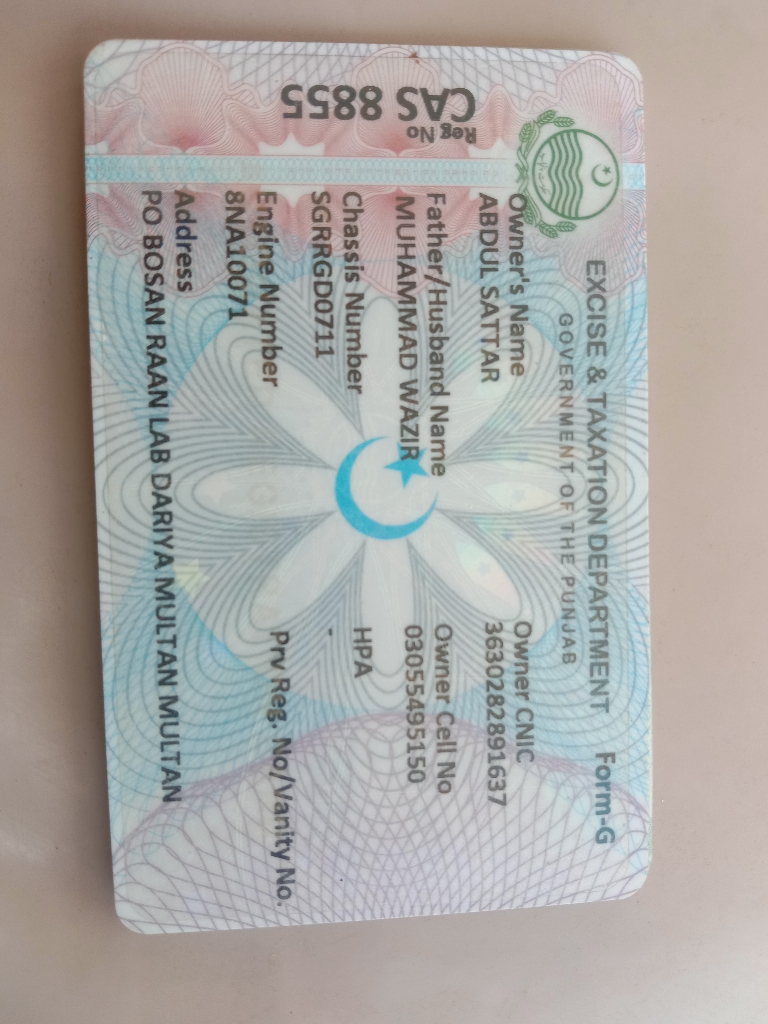 EXCISE & TAXATION DEPARTMENT
Form-G
GOVERNMENT OF THE PUNJAB
Reg No
CAS 8855
Owner's Name
ABDUL SATTAR
Owner CNIC
3630282891637
Father/Husband Name
MUHAMMAD WAZIR
Owner Cell No
03055495150
Chassis Number
SGRRGD0711
HPA
-
Engine Number
8NA10071
Prv Reg. No/Vanity No.
Address
PO BOSAN RAAN LAB DARIYA MULTAN MULTAN